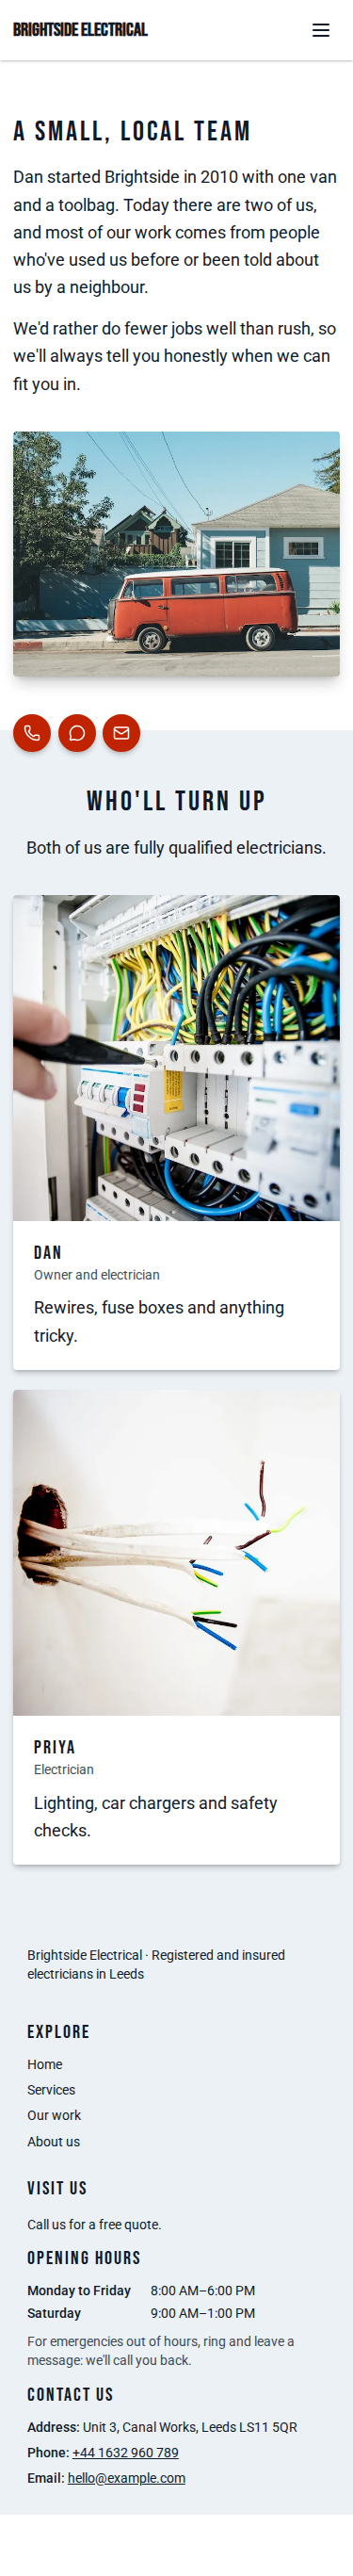 BRIGHTSIDE ELECTRICAL
A SMALL, LOCAL TEAM
Dan started Brightside in 2010 with one van
and a toolbag. Today there are two of us,
and most of our work comes from people
who've used us before or been told about
us by a neighbour.
We'd rather do fewer jobs well than rush, so
we'll always tell you honestly when we can
fit you in.
WHO'LL TURN UP
Both of us are fully qualified electricians.
DAN
Owner and electrician
Rewires, fuse boxes and anything
tricky.
PRIYA
Electrician
Lighting, car chargers and safety
checks.
Brightside Electrical · Registered and insured
electricians in Leeds
EXPLORE
Home
Services
Our work
About us
VISIT US
Call us for a free quote.
OPENING HOURS
Monday to Friday 8:00 AM–6:00 PM
Saturday 9:00 AM–1:00 PM
For emergencies out of hours, ring and leave a
message: we'll call you back.
CONTACT US
Address: Unit 3, Canal Works, Leeds LS11 5QR
Phone: +44 1632 960 789
Email: hello@example.com